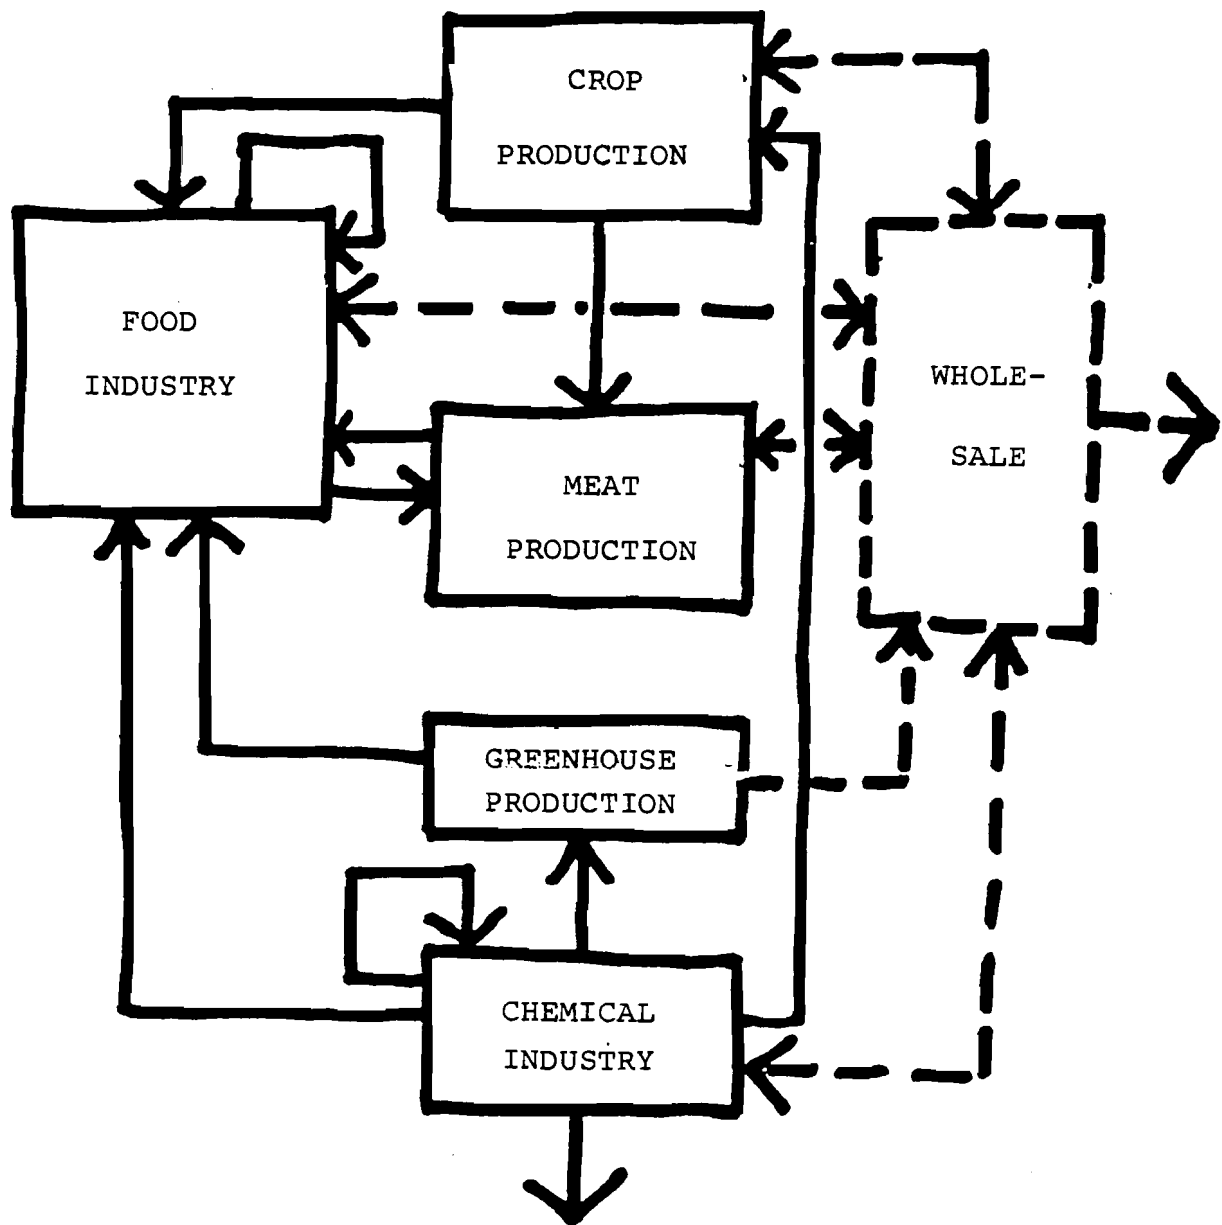 CROP
PRODUCTION
FOOD
INDUSTRY
WHOLE-
SALE
MEAT
PRODUCTION
GREENHOUSE
PRODUCTION
CHEMICAL
INDUSTRY